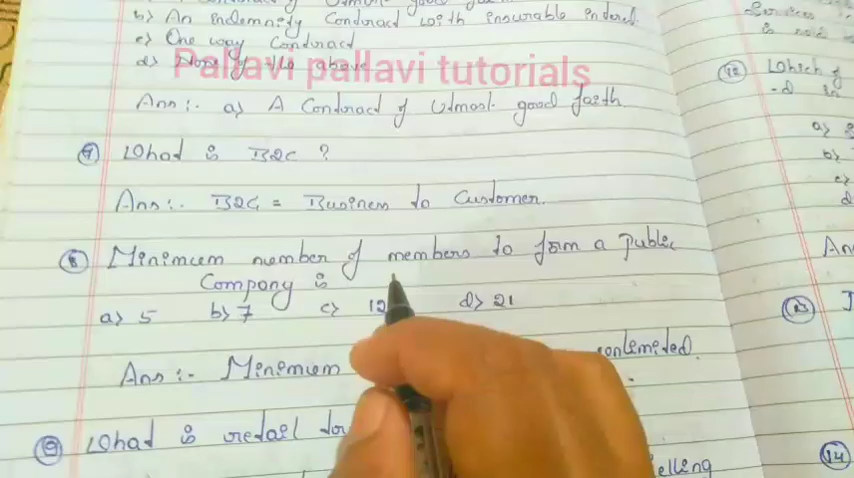 b) An indemnity Contract with insurable interest.
c) One way Contract
d) None of the above
Pallavi pallavi tutorials
Ans:- a) A Contract of Utmost good faith
7 What is B2C ?
Ans:- B2C = Business to Customer.
8 Minimum number of members to form a Public
Company is
a) 5 b) 7 c) 12 d) 21
Ans:- Minimum
9 What is retail
elling
12 Which of
a)
b)
c)
d
An
13
14